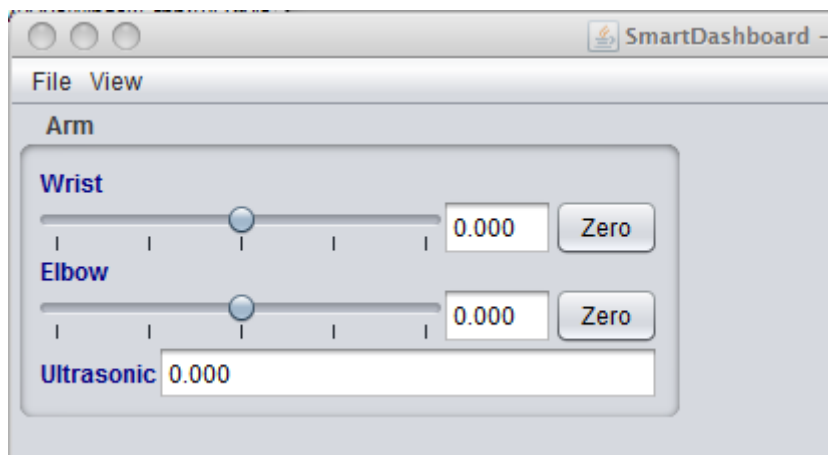 SmartDashboard -
File View
Arm
Wrist
0.000 Zero
Elbow
0.000 Zero
Ultrasonic 0.000